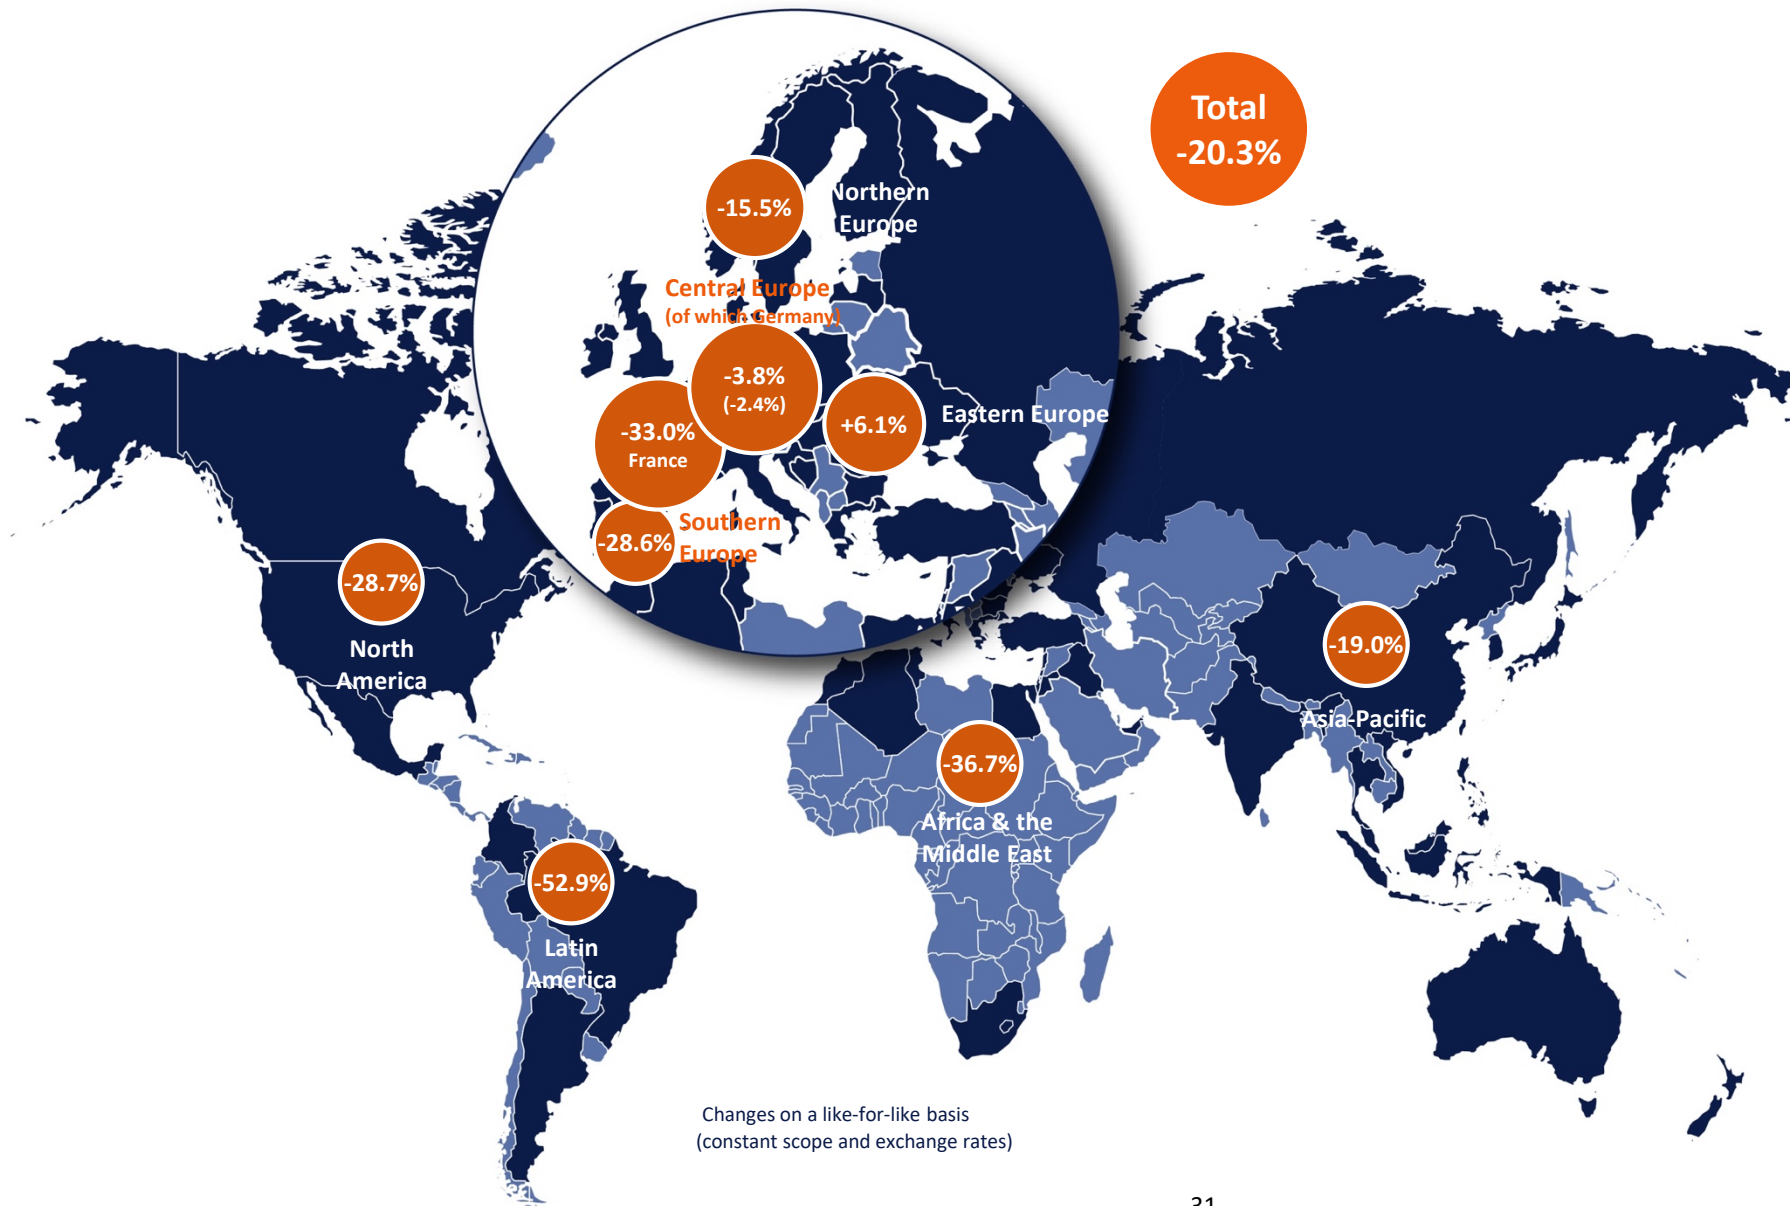 Total
-20.3%
-15.5%
Northern
Europe
Central Europe
(of which Germany)
-3.8%
(-2.4%)
-33.0%
France
+6.1%
Eastern Europe
-28.6%
Southern
Europe
-28.7%
North
America
-19.0%
Asia-Pacific
-36.7%
Africa & the
Middle East
-52.9%
Latin
America
Changes on a like-for-like basis
(constant scope and exchange rates)
31